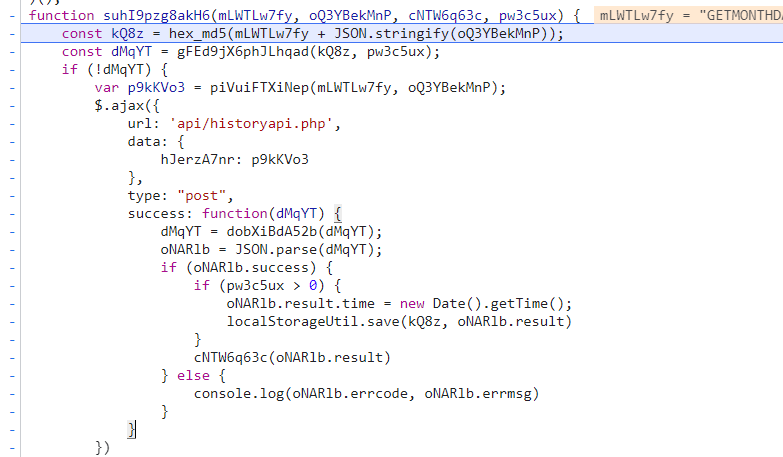 )();
function suhI9pzg8akH6(mLWTLw7fy, oQ3YBekMnP, cNTW6q63c, pw3c5ux) { mLWTLw7fy = "GETMONTHD
const kQ8z = hex_md5(mLWTLw7fy + JSON.stringify(oQ3YBekMnP));
const dMqYT = gFEd9jX6phJLhqad(kQ8z, pw3c5ux);
if (!dMqYT) {
var p9kKVo3 = piVuiFTXiNep(mLWTLw7fy, oQ3YBekMnP);
$.ajax({
url: 'api/historyapi.php',
data: {
hJerzA7nr: p9kKVo3
},
type: "post",
success: function(dMqYT) {
dMqYT = dobXiBdA52b(dMqYT);
oNARlb = JSON.parse(dMqYT);
if (oNARlb.success) {
if (pw3c5ux > 0) {
oNARlb.result.time = new Date().getTime();
localStorageUtil.save(kQ8z, oNARlb.result)
}
cNTW6q63c(oNARlb.result)
} else {
console.log(oNARlb.errcode, oNARlb.errmsg)
}
}
})